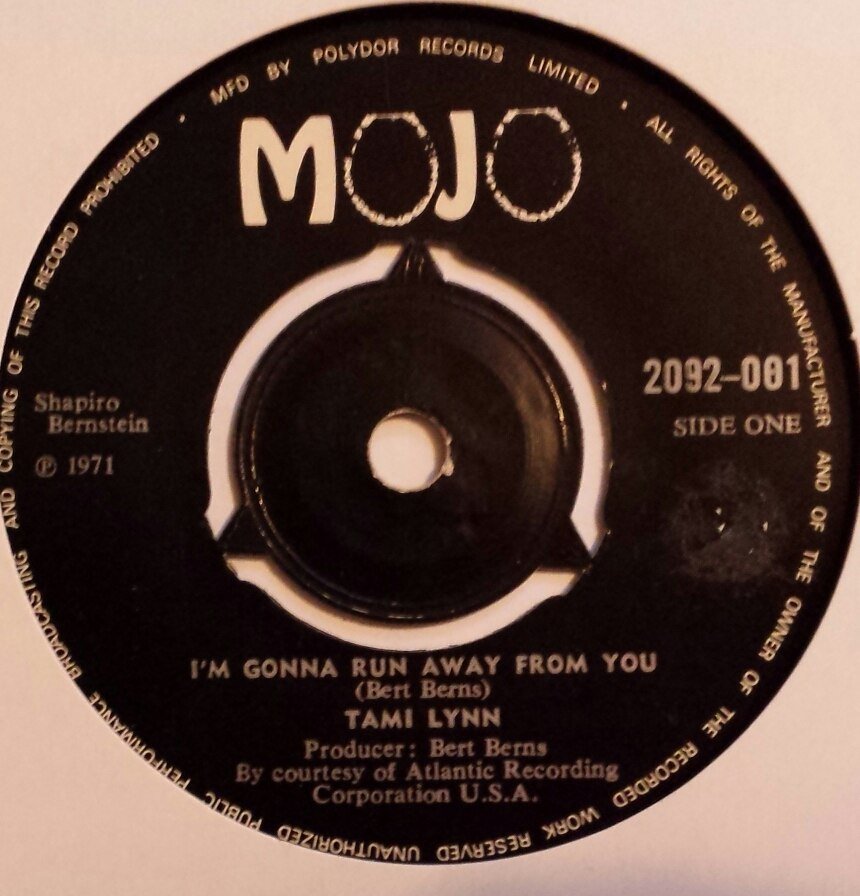 MFD BY POLYDOR RECORDS LIMITED · ALL RIGHTS OF THE MANUFACTURER AND OF THE OWNER OF THE RECORDED WORK RESERVED UNAUTHORIZED PUBLIC PERFORMANCE BROADCASTING AND COPYING OF THIS RECORD PROHIBITED ·
MOJO
2092-001
SIDE ONE
Shapiro
Bernstein
℗ 1971
I'M GONNA RUN AWAY FROM YOU
(Bert Berns)
TAMI LYNN
Producer: Bert Berns
By courtesy of Atlantic Recording
Corporation U.S.A.